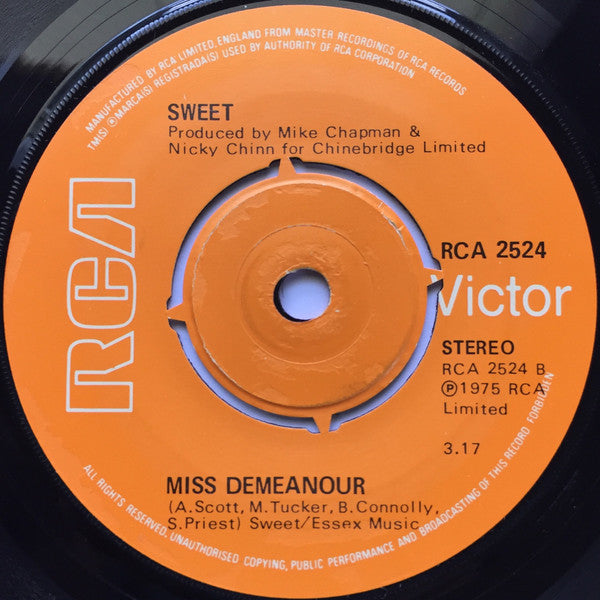 MANUFACTURED BY RCA LIMITED, ENGLAND FROM MASTER RECORDINGS OF RCA RECORDS
TM(S) ® MARCA(S) REGISTRADA(S) USED BY AUTHORITY OF RCA CORPORATION
SWEET
Produced by Mike Chapman &
Nicky Chinn for Chinebridge Limited
RCA
RCA 2524
Victor
STEREO
RCA 2524 B
Ⓟ1975 RCA
Limited
3.17
MISS DEMEANOUR
(A.Scott, M.Tucker, B.Connolly,
S.Priest) Sweet/Essex Music
ALL RIGHTS RESERVED. UNAUTHORISED COPYING, PUBLIC PERFORMANCE AND BROADCASTING OF THIS RECORD FORBIDDEN